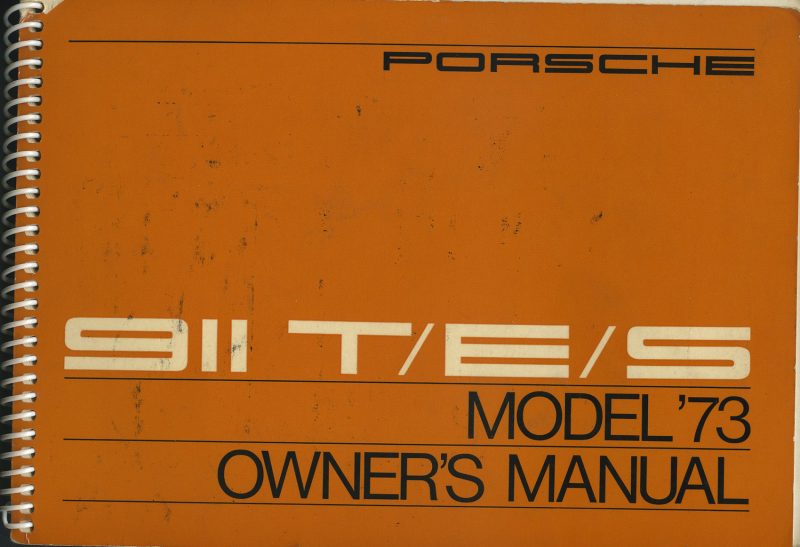 PORSCHE
911 T/E/S
MODEL '73
OWNER'S MANUAL